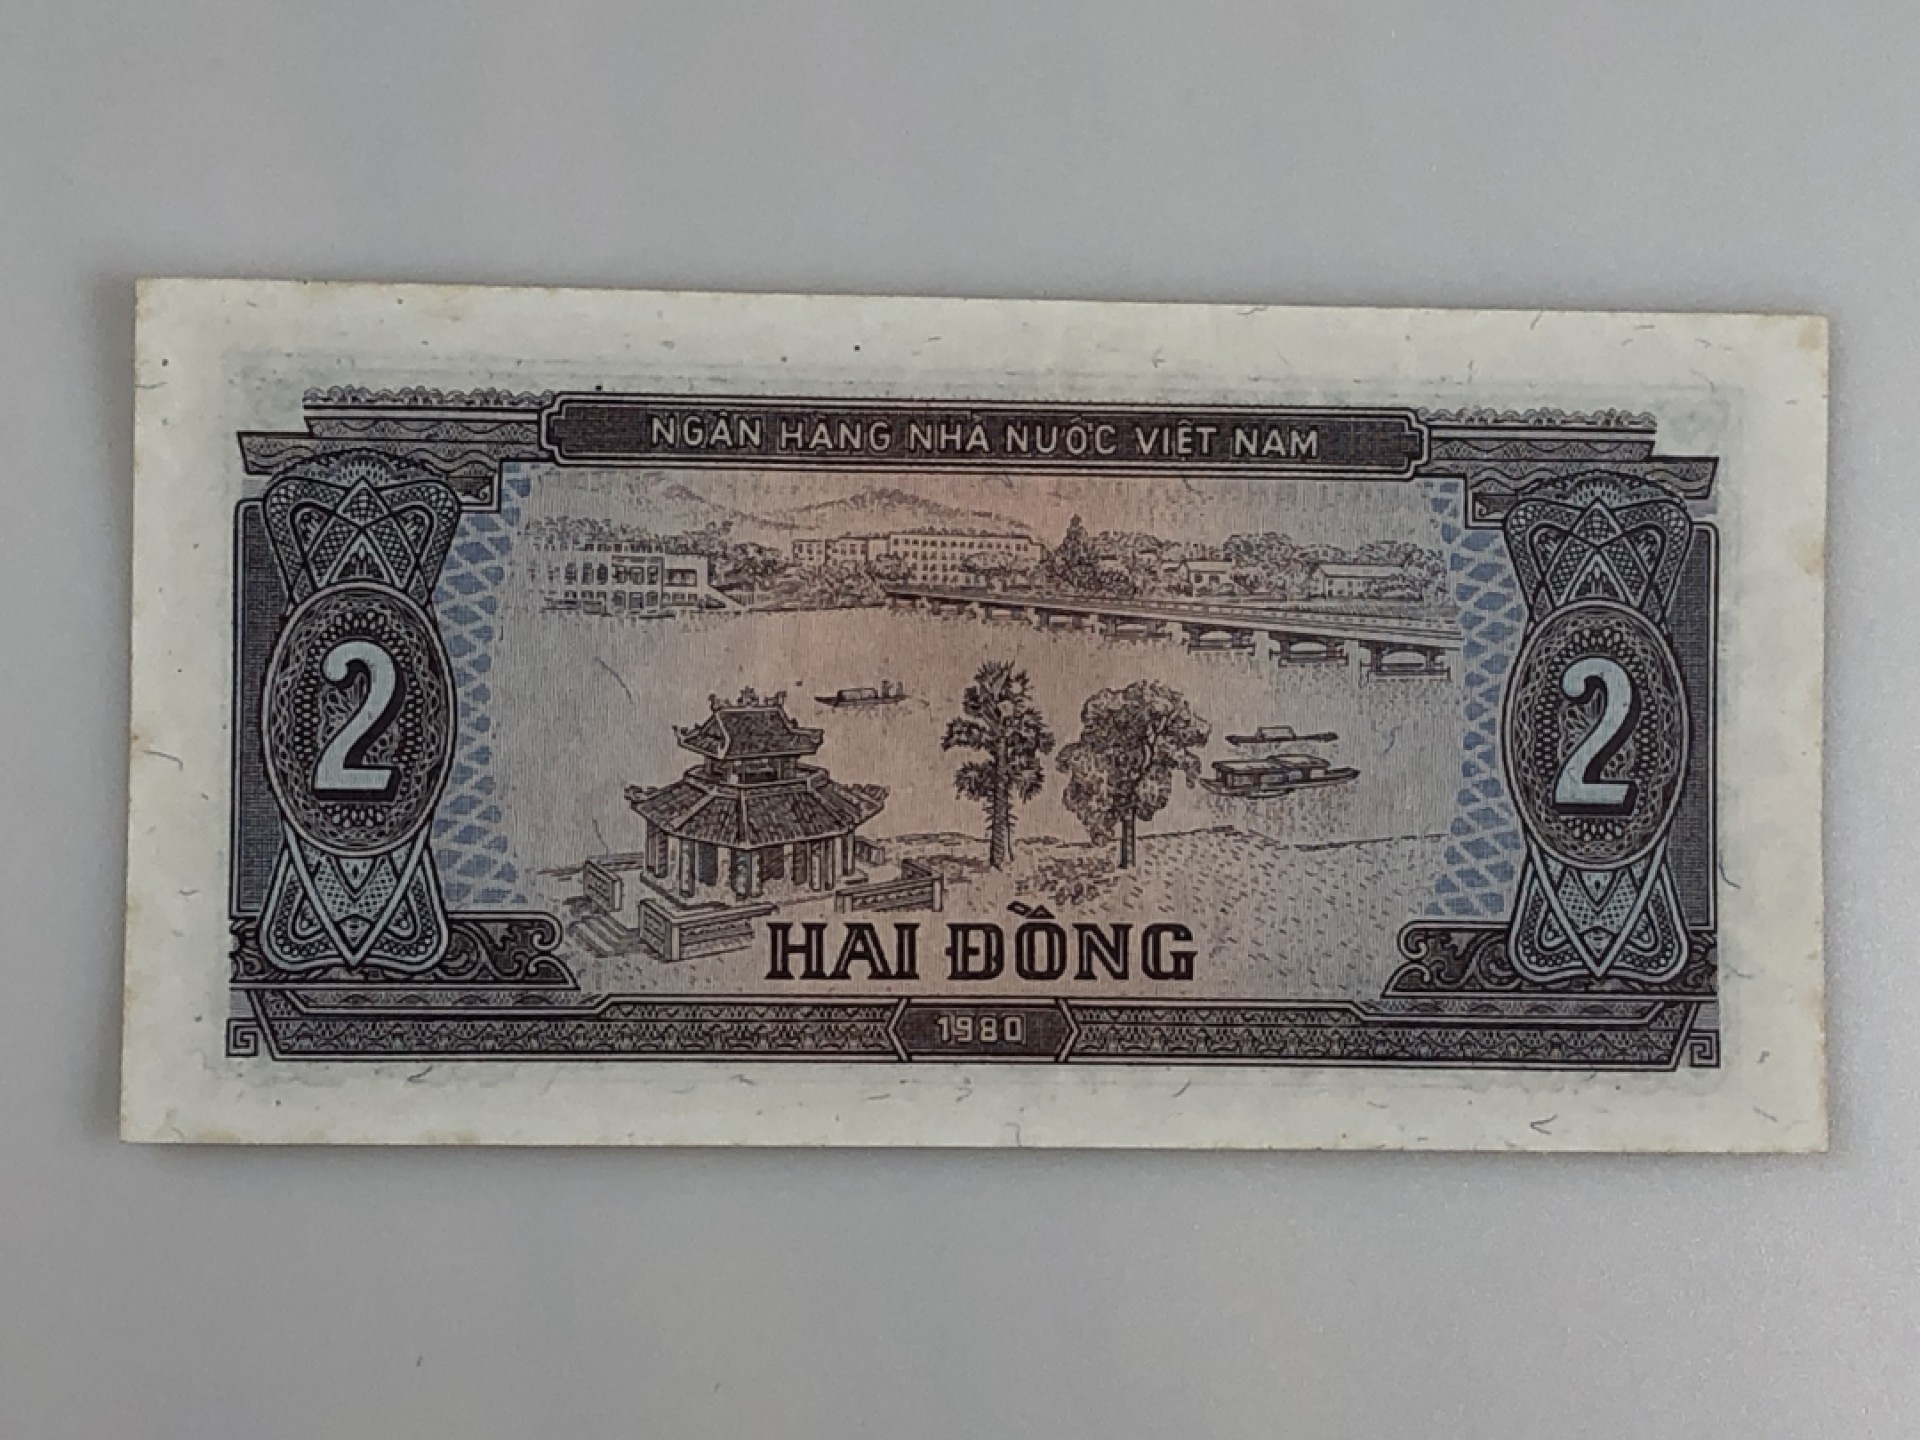 NGÂN HÀNG NHÀ NƯỚC VIỆT NAM
2
2
HAI ĐỒNG
1980